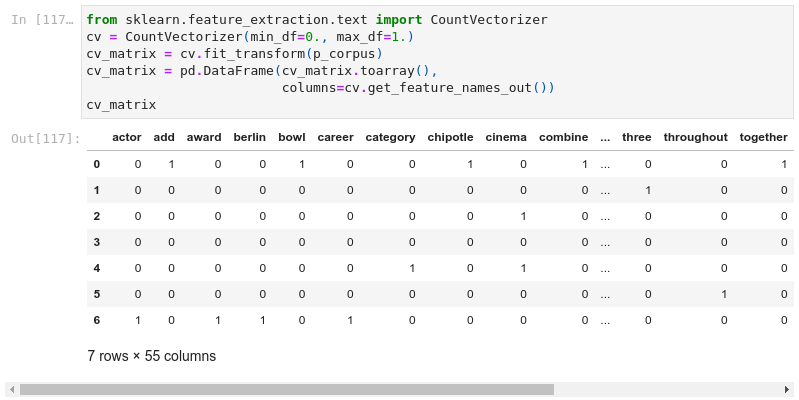 In [117… from sklearn.feature_extraction.text import CountVectorizer
cv = CountVectorizer(min_df=0., max_df=1.)
cv_matrix = cv.fit_transform(p_corpus)
cv_matrix = pd.DataFrame(cv_matrix.toarray(),
columns=cv.get_feature_names_out())
cv_matrix
Out[117]:
actor add award berlin bowl career category chipotle cinema combine ... three throughout together
0 0 1 0 0 1 0 0 1 0 1 ... 0 0 1
1 0 0 0 0 0 0 0 0 0 0 ... 1 0 0
2 0 0 0 0 0 0 0 0 1 0 ... 0 0 0
3 0 0 0 0 0 0 0 0 0 0 ... 0 0 0
4 0 0 0 0 0 0 1 0 1 0 ... 0 0 0
5 0 0 0 0 0 0 0 0 0 0 ... 0 1 0
6 1 0 1 1 0 1 0 0 0 0 ... 0 0 0
7 rows × 55 columns